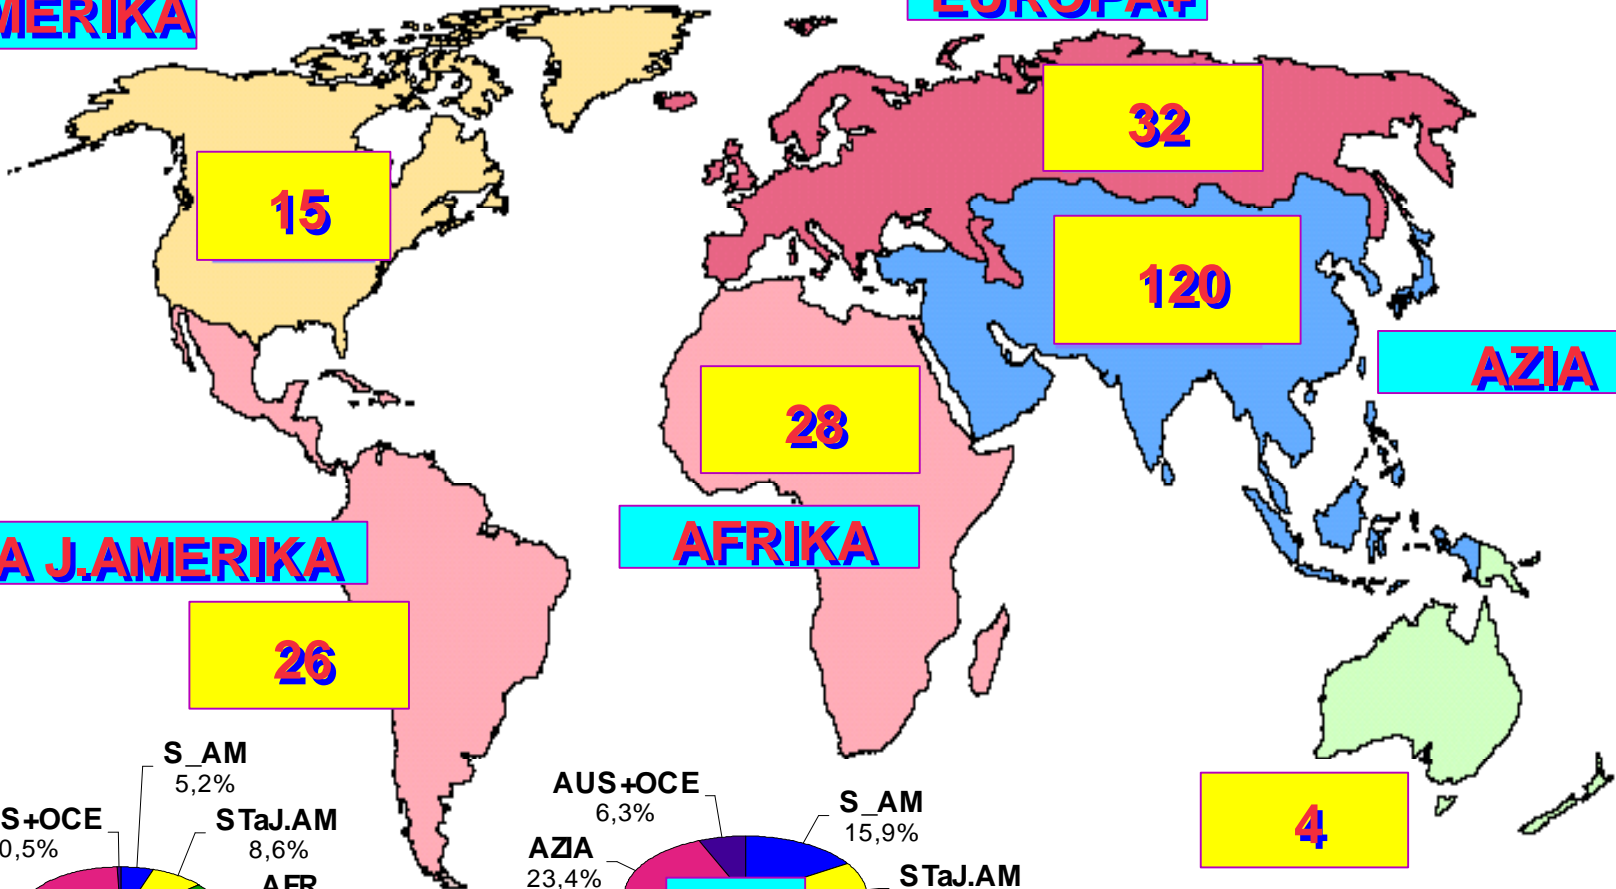 MERIKA
EUROPA+
32
15
120
AZIA
28
AFRIKA
A J.AMERIKA
26
S_AM
5,2%
S+OCE
0,5%
STaJ.AM
8,6%
AFR
AUS+OCE
6,3%
S_AM
15,9%
AZIA
23,4%
STaJ.AM
4